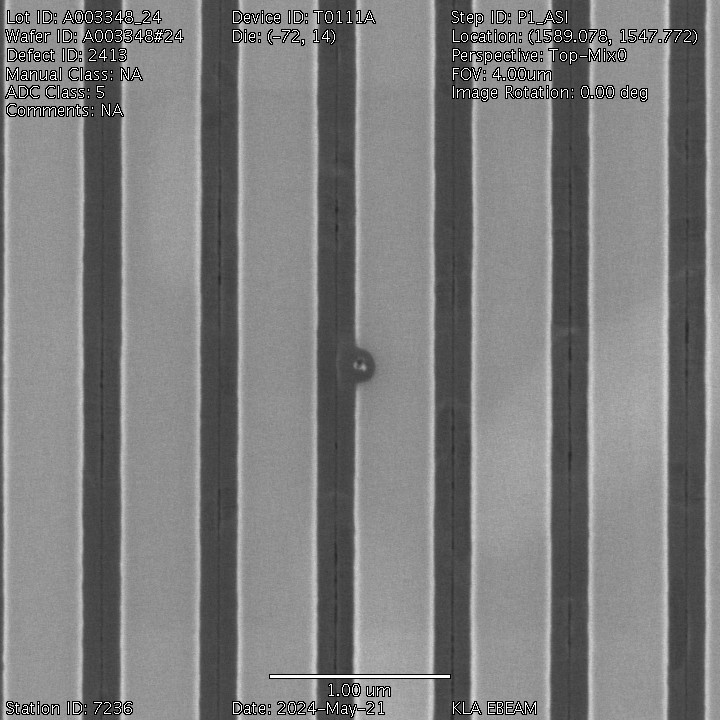 Lot ID: A003348_24
Device ID: T0111A
Step ID: P1_ASI
Wafer ID: A003348#24
Die: (-72, 14)
Location: (1589.078, 1547.772)
Defect ID: 2413
Perspective: Top-Mix0
Manual Class: NA
FOV: 4.00um
ADC Class: 5
Image Rotation: 0.00 deg
Comments: NA
1.00 um
Station ID: 7236
Date: 2024-May-21
KLA EBEAM